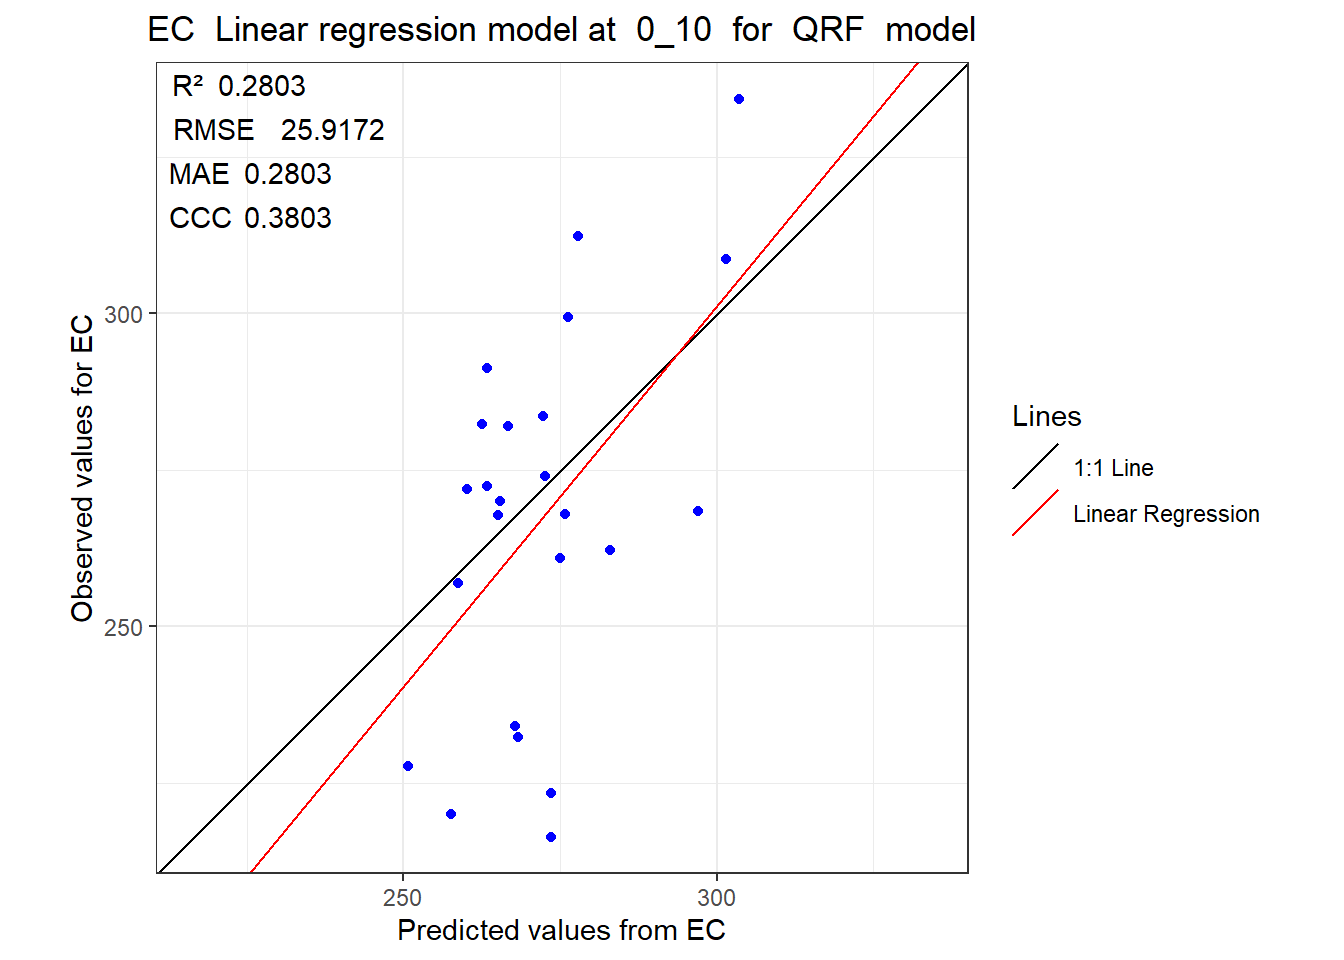 EC  Linear regression model at  0_10  for  QRF  model
R²  0.2803
RMSE   25.9172
MAE  0.2803
CCC  0.3803
300
250
Observed values for EC
250
300
Predicted values from EC
Lines
1:1 Line
Linear Regression